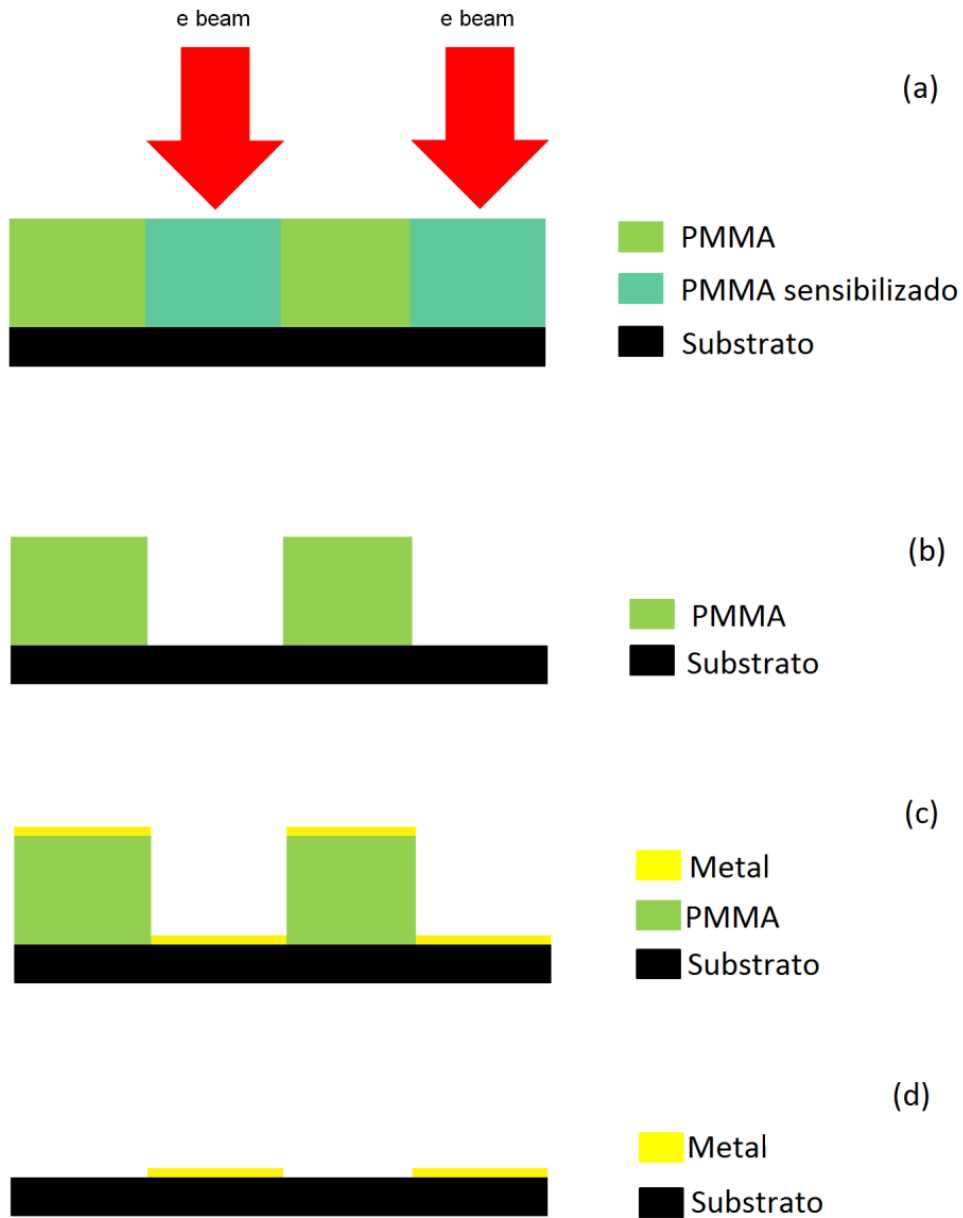 e beam e beam
(a)
PMMA
PMMA sensibilizado
Substrato
(b)
PMMA
Substrato
(c)
Metal
PMMA
Substrato
(d)
Metal
Substrato